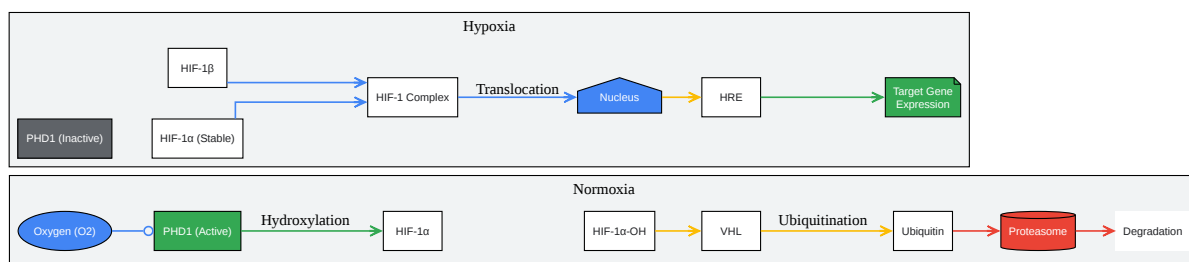 Hypoxia
HIF-1β
HIF-1 Complex
Translocation
Nucleus
HRE
Target Gene
Expression
PHD1 (Inactive)
HIF-1α (Stable)
Normoxia
Oxygen (O2)
PHD1 (Active)
Hydroxylation
HIF-1α
HIF-1α-OH
VHL
Ubiquitination
Ubiquitin
Proteasome
Degradation